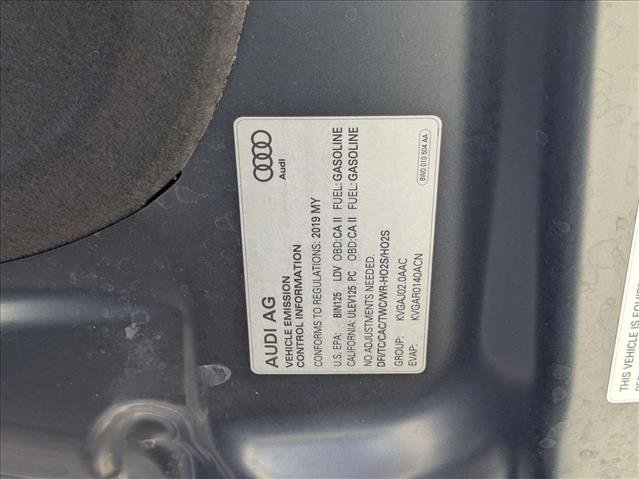 Audi
AUDI AG
VEHICLE EMISSION
CONTROL INFORMATION
CONFORMS TO REGULATIONS: 2019 MY
U.S. EPA: BIN125 LDV OBD:CA II FUEL: GASOLINE
CALIFORNIA: ULEV125 PC OBD:CA II FUEL: GASOLINE
NO ADJUSTMENTS NEEDED.
DFI/TC/CAC/TWC/WR-HO2S/HO2S
GROUP: KVGAJ02.0AAC
EVAP: KVGAR0140ACN
8W0 010 504 AA
THIS VEHICLE IS